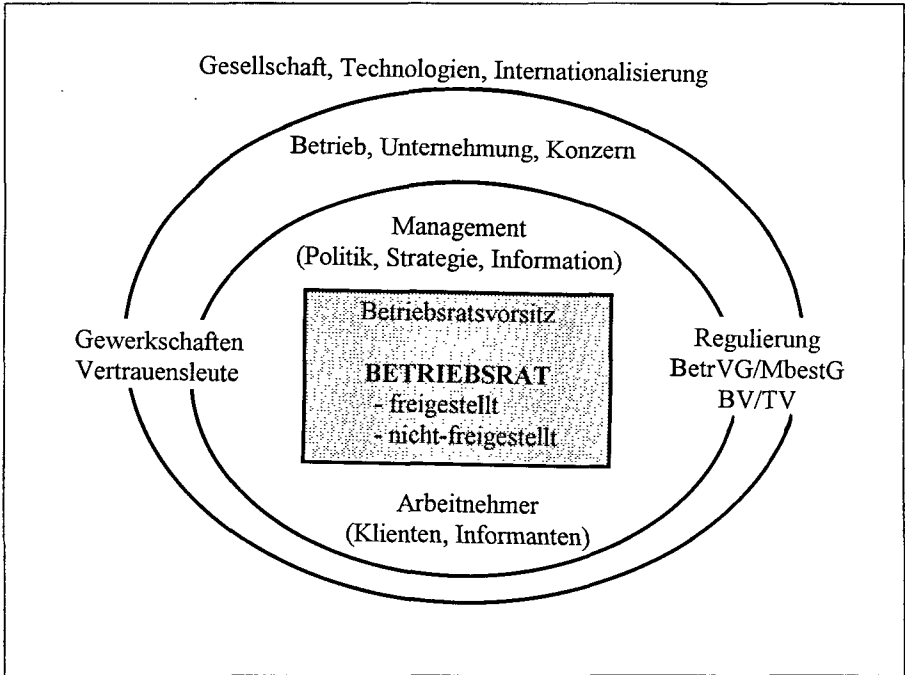 Gesellschaft, Technologien, Internationalisierung
Betrieb, Unternehmung, Konzern
Management
(Politik, Strategie, Information)
Betriebsratsvorsitz
BETRIEBSRAT
- freigestellt
- nicht-freigestellt
Gewerkschaften
Vertrauensleute
Regulierung
BetrVG/MbestG
BV/TV
Arbeitnehmer
(Klienten, Informanten)